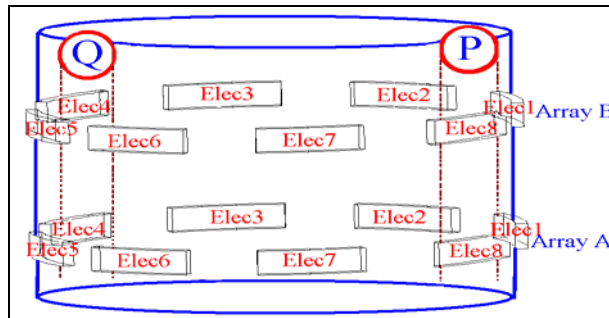 Q P
Elec4 Elec3 Elec2 Elec1 Array B
Elec5 Elec6 Elec7 Elec8
Elec4 Elec3 Elec2 Elec1 Array A
Elec5 Elec6 Elec7 Elec8